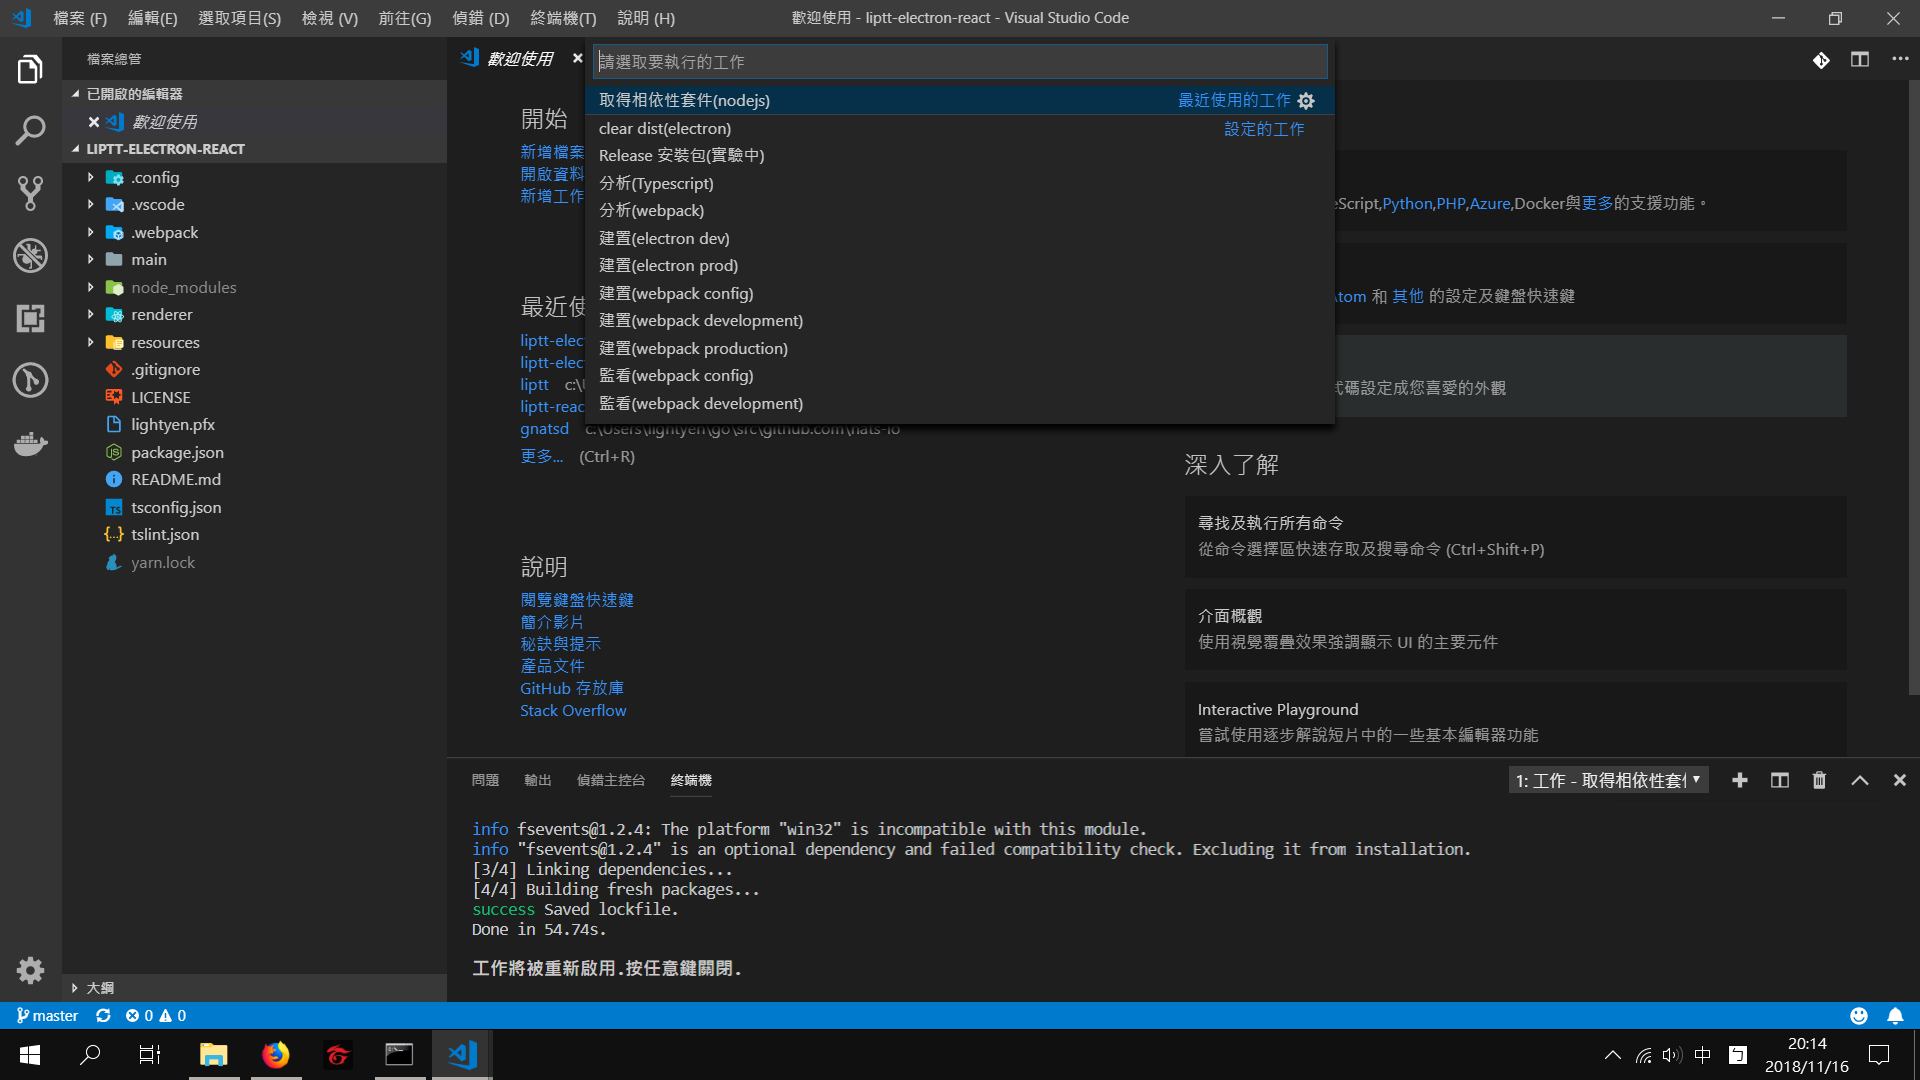 檔案 (F) 編輯(E) 選取項目(S) 檢視 (V) 前往(G) 偵錯 (D) 終端機(T) 說明 (H) 歡迎使用 - liptt-electron-react - Visual Studio Code
檔案總管
已開啟的編輯器
歡迎使用
LIPTT-ELECTRON-REACT
.config
.vscode
.webpack
main
node_modules
renderer
resources
.gitignore
LICENSE
lightyen.pfx
package.json
README.md
tsconfig.json
tslint.json
yarn.lock
大綱
歡迎使用
請選取要執行的工作
取得相依性套件(nodejs) 最近使用的工作
clear dist(electron) 設定的工作
Release 安裝包(實驗中)
分析(Typescript)
分析(webpack)
建置(electron dev)
建置(electron prod)
建置(webpack config)
建置(webpack development)
建置(webpack production)
監看(webpack config)
監看(webpack development)
開始
新增檔案
開啟資料
新增工作
最近使
liptt-elec
liptt-elec
liptt c:\
liptt-reac
gnatsd c:\Users\lightyen\go\src\github.com\nats-io
更多... (Ctrl+R)
說明
閱覽鍵盤快速鍵
簡介影片
秘訣與提示
產品文件
GitHub 存放庫
Stack Overflow
Script,Python,PHP,Azure,Docker與更多的支援功能。
Atom 和 其他 的設定及鍵盤快速鍵
碼設定成您喜愛的外觀
深入了解
尋找及執行所有命令
從命令選擇區快速存取及搜尋命令 (Ctrl+Shift+P)
介面概觀
使用視覺覆疊效果強調顯示 UI 的主要元件
Interactive Playground
嘗試使用逐步解說短片中的一些基本編輯器功能
問題 輸出 偵錯主控台 終端機 1: 工作 - 取得相依性套件
info fsevents@1.2.4: The platform "win32" is incompatible with this module.
info "fsevents@1.2.4" is an optional dependency and failed compatibility check. Excluding it from installation.
[3/4] Linking dependencies...
[4/4] Building fresh packages...
success Saved lockfile.
Done in 54.74s.
工作將被重新啟用.按任意鍵關閉.
master 0 0
中 ㄅ 20:14
2018/11/16